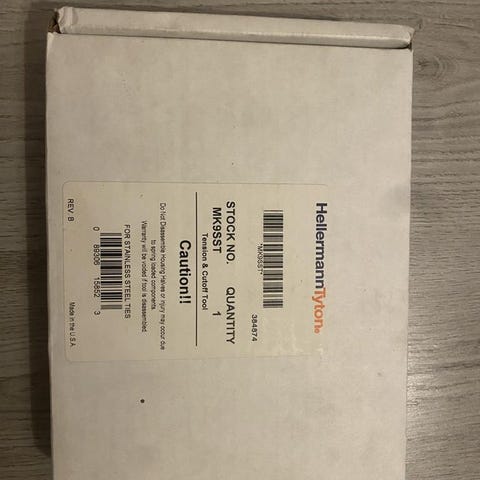 HellermannTyton®
384874
*MK9SST*
STOCK NO. QUANTITY
MK9SST 1
Tension & Cutoff Tool
Caution!!
Do Not Disassemble Housing Halves or injury may occur due
to spring loaded components
Warranty will be voided if tool is disassembled
FOR STAINLESS STEEL TIES
0 89306 15802 3
REV. B Made in the U.S.A.